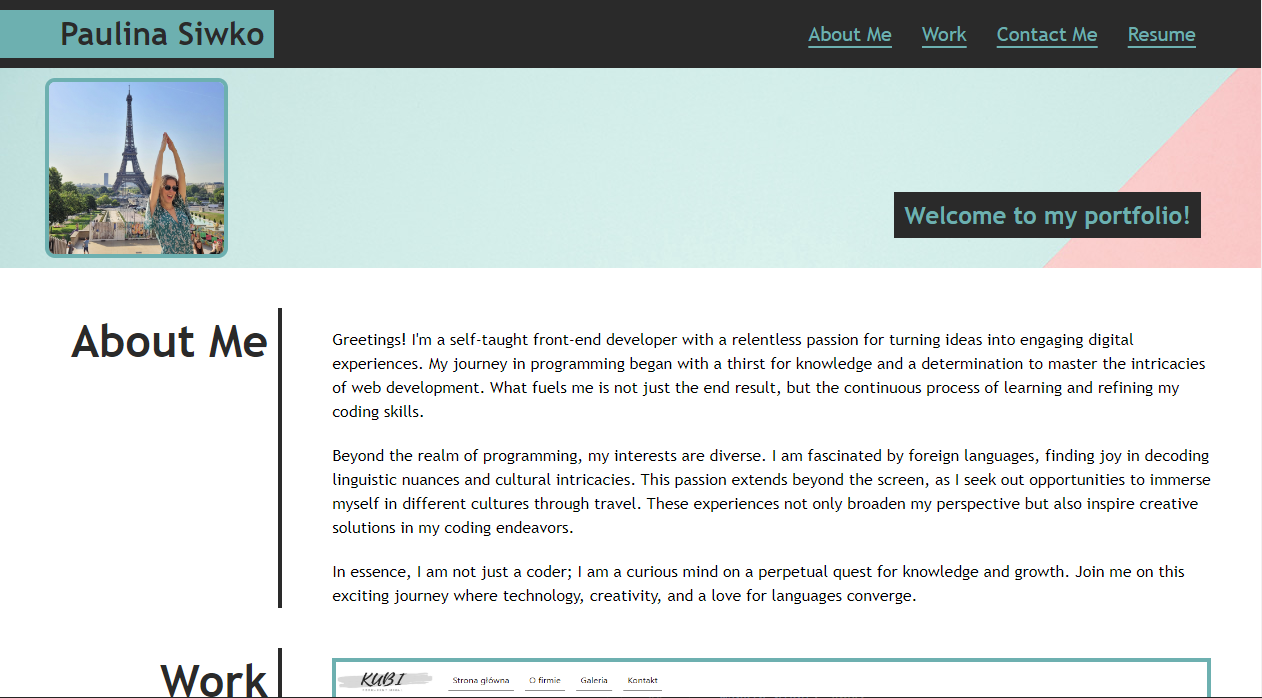 Paulina Siwko
About Me Work Contact Me Resume
Welcome to my portfolio!
About Me
Greetings! I'm a self-taught front-end developer with a relentless passion for turning ideas into engaging digital
experiences. My journey in programming began with a thirst for knowledge and a determination to master the intricacies
of web development. What fuels me is not just the end result, but the continuous process of learning and refining my
coding skills.
Beyond the realm of programming, my interests are diverse. I am fascinated by foreign languages, finding joy in decoding
linguistic nuances and cultural intricacies. This passion extends beyond the screen, as I seek out opportunities to immerse
myself in different cultures through travel. These experiences not only broaden my perspective but also inspire creative
solutions in my coding endeavors.
In essence, I am not just a coder; I am a curious mind on a perpetual quest for knowledge and growth. Join me on this
exciting journey where technology, creativity, and a love for languages converge.
Work
KUBI
Strona główna O firmie Galeria Kontakt